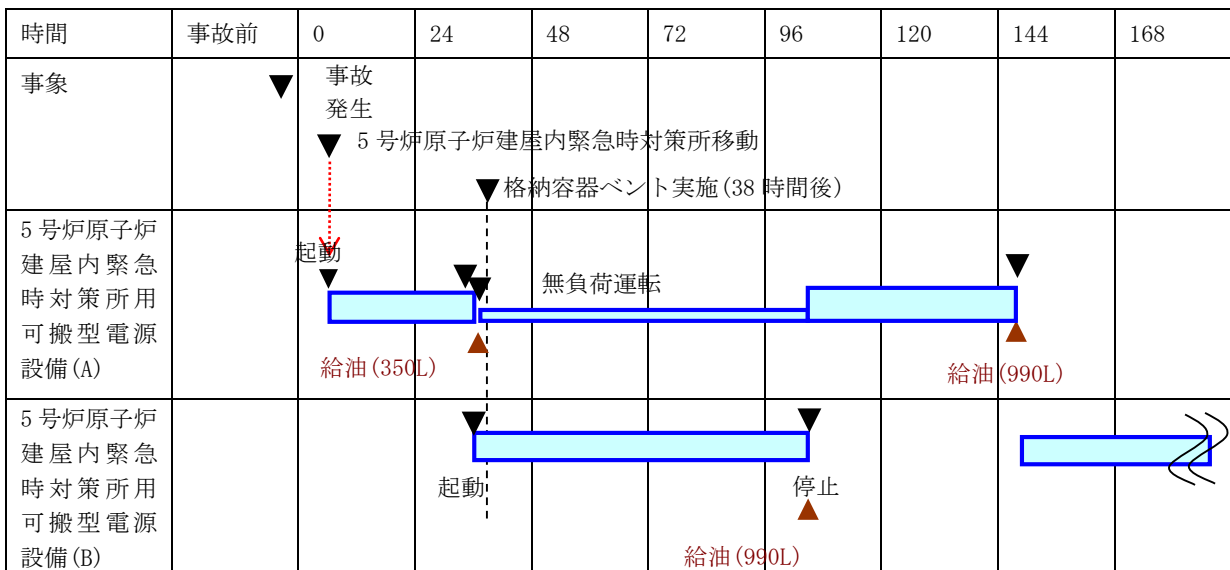 時間 事故前 0 24 48 72 96 120 144 168
事象
事故
発生
5 号炉原子炉建屋内緊急時対策所移動
格納容器ベント実施(38 時間後)
5 号炉原子炉
建屋内緊急
時対策所用
可搬型電源
設備(A)
起動
無負荷運転
給油(350L)
給油(990L)
5 号炉原子炉
建屋内緊急
時対策所用
可搬型電源
設備(B)
起動
停止
給油(990L)